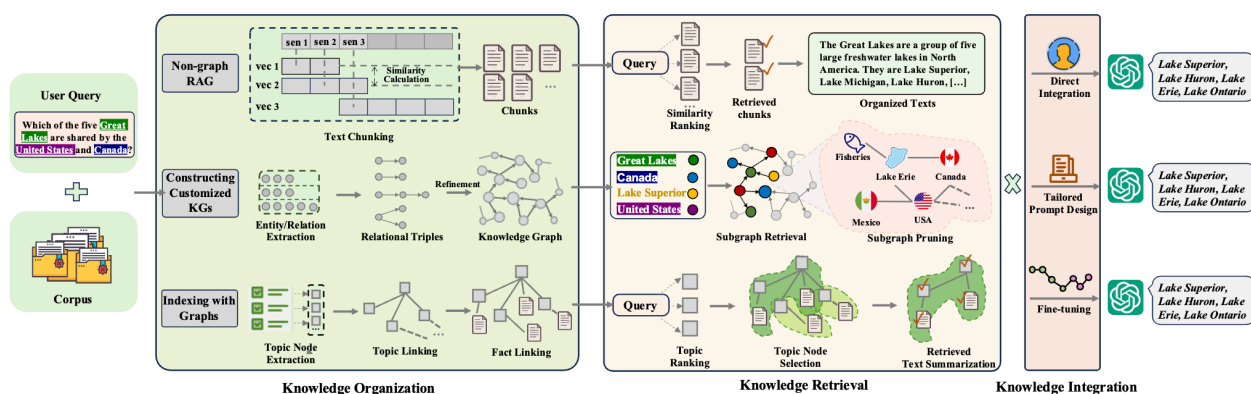 User Query
Which of the five Great
Lakes are shared by the
United States and Canada?
Corpus
Non-graph
RAG
sen 1 sen 2 sen 3
vec 1
vec 2
vec 3
Similarity
Calculation
Text Chunking
...
Chunks
Constructing
Customized
KGs
Entity/Relation
Extraction
Relational Triples
Refinement
Knowledge Graph
Indexing with
Graphs
...
Topic Node
Extraction
...
Topic Linking
...
Fact Linking
Knowledge Organization
Query
...
Similarity
Ranking
Retrieved
chunks
The Great Lakes are a group of five
large freshwater lakes in North
America. They are Lake Superior,
Lake Michigan, Lake Huron, [...]
Organized Texts
Great Lakes
Canada
Lake Superior
United States
Subgraph Retrieval
Fisheries
Lake Erie
Canada
Mexico
USA
...
Subgraph Pruning
Query
Topic
Ranking
Topic Node
Selection
Retrieved
Text Summarization
Knowledge Retrieval
Direct
Integration
Tailored
Prompt Design
Fine-tuning
Knowledge Integration
Lake Superior,
Lake Huron, Lake
Erie, Lake Ontario
Lake Superior,
Lake Huron, Lake
Erie, Lake Ontario
Lake Superior,
Lake Huron, Lake
Erie, Lake Ontario